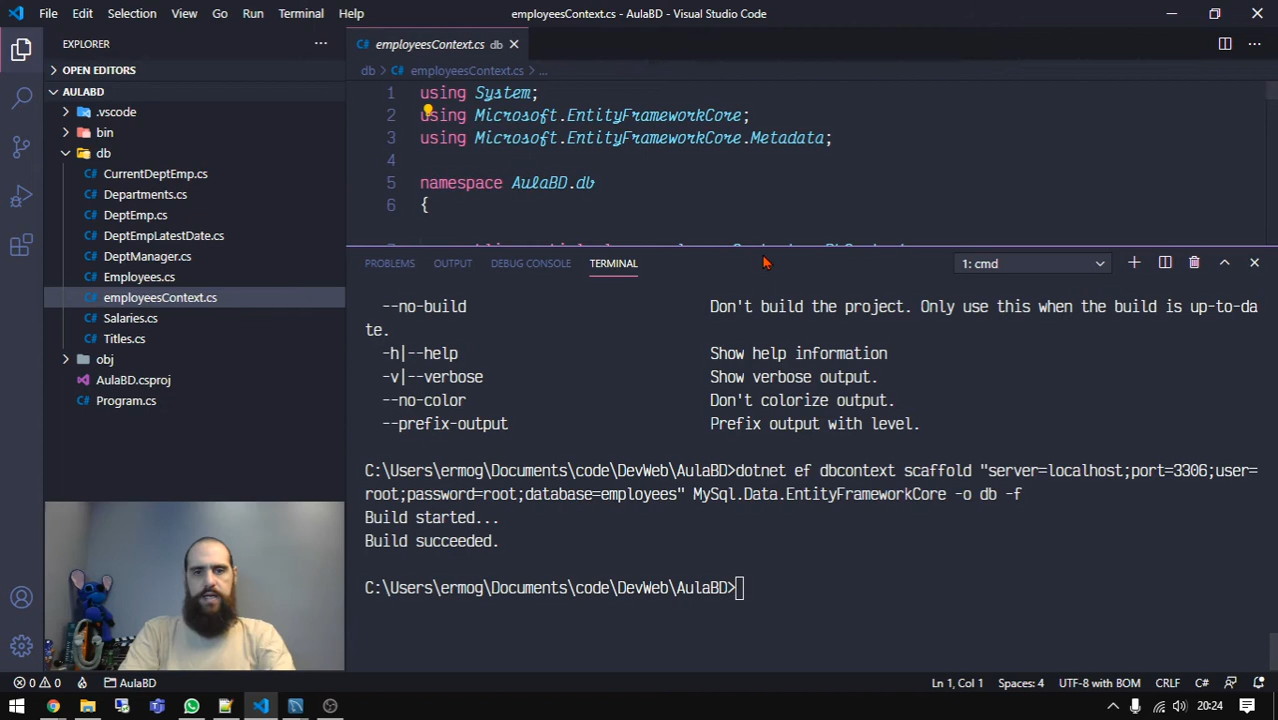 File Edit Selection View Go Run Terminal Help employeesContext.cs - AulaBD - Visual Studio Code
EXPLORER
OPEN EDITORS
AULABD
.vscode
bin
db
CurrentDeptEmp.cs
Departments.cs
DeptEmp.cs
DeptEmpLatestDate.cs
DeptManager.cs
Employees.cs
employeesContext.cs
Salaries.cs
Titles.cs
obj
AulaBD.csproj
Program.cs
employeesContext.cs db
db > employeesContext.cs > ...
1 using System;
2 using Microsoft.EntityFrameworkCore;
3 using Microsoft.EntityFrameworkCore.Metadata;
4
5 namespace AulaBD.db
6 {
PROBLEMS OUTPUT DEBUG CONSOLE TERMINAL 1: cmd
--no-build Don't build the project. Only use this when the build is up-to-da
te.
-h|--help Show help information
-v|--verbose Show verbose output.
--no-color Don't colorize output.
--prefix-output Prefix output with level.
C:\Users\ermog\Documents\code\DevWeb\AulaBD>dotnet ef dbcontext scaffold "server=localhost;port=3306;user=
root;password=root;database=employees" MySql.Data.EntityFrameworkCore -o db -f
Build started...
Build succeeded.
C:\Users\ermog\Documents\code\DevWeb\AulaBD>
0 0 AulaBD Ln 1, Col 1 Spaces: 4 UTF-8 with BOM CRLF C#
20:24